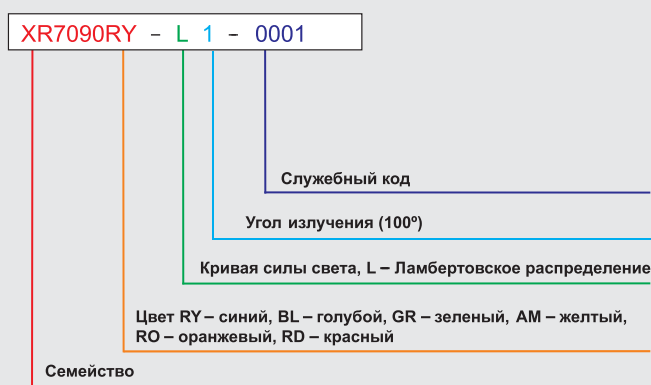 XR7090RY - L 1 - 0001
Служебный код
Угол излучения (100º)
Кривая силы света, L – Ламбертовское распределение
Цвет RY – синий, BL – голубой, GR – зеленый, AM – желтый,
RO – оранжевый, RD – красный
Семейство